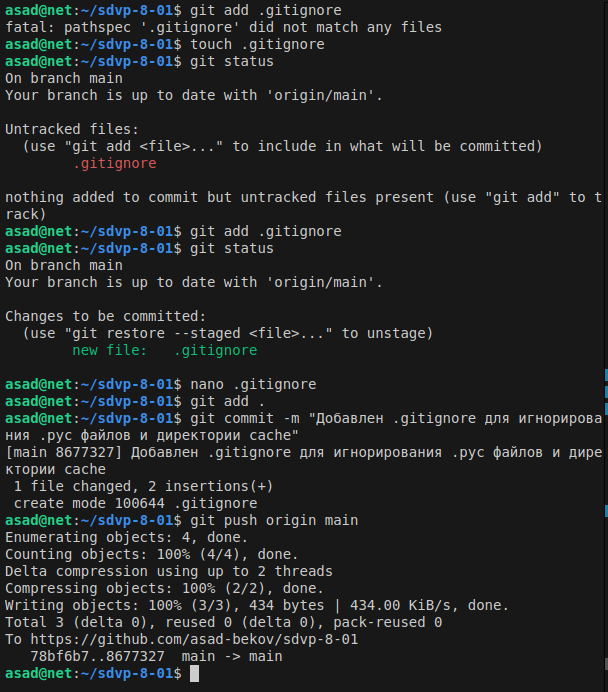 asad@net:~/sdvp-8-01$ git add .gitignore
fatal: pathspec '.gitignore' did not match any files
asad@net:~/sdvp-8-01$ touch .gitignore
asad@net:~/sdvp-8-01$ git status
On branch main
Your branch is up to date with 'origin/main'.
Untracked files:
  (use "git add <file>..." to include in what will be committed)
        .gitignore
nothing added to commit but untracked files present (use "git add" to t
rack)
asad@net:~/sdvp-8-01$ git add .gitignore
asad@net:~/sdvp-8-01$ git status
On branch main
Your branch is up to date with 'origin/main'.
Changes to be committed:
  (use "git restore --staged <file>..." to unstage)
        new file:   .gitignore
asad@net:~/sdvp-8-01$ nano .gitignore
asad@net:~/sdvp-8-01$ git add .
asad@net:~/sdvp-8-01$ git commit -m "Добавлен .gitignore для игнорирова
ния .рус файлов и директории cache"
[main 8677327] Добавлен .gitignore для игнорирования .рус файлов и дире
ктории cache
 1 file changed, 2 insertions(+)
 create mode 100644 .gitignore
asad@net:~/sdvp-8-01$ git push origin main
Enumerating objects: 4, done.
Counting objects: 100% (4/4), done.
Delta compression using up to 2 threads
Compressing objects: 100% (2/2), done.
Writing objects: 100% (3/3), 434 bytes | 434.00 KiB/s, done.
Total 3 (delta 0), reused 0 (delta 0), pack-reused 0
To https://github.com/asad-bekov/sdvp-8-01
   78bf6b7..8677327  main -> main
asad@net:~/sdvp-8-01$